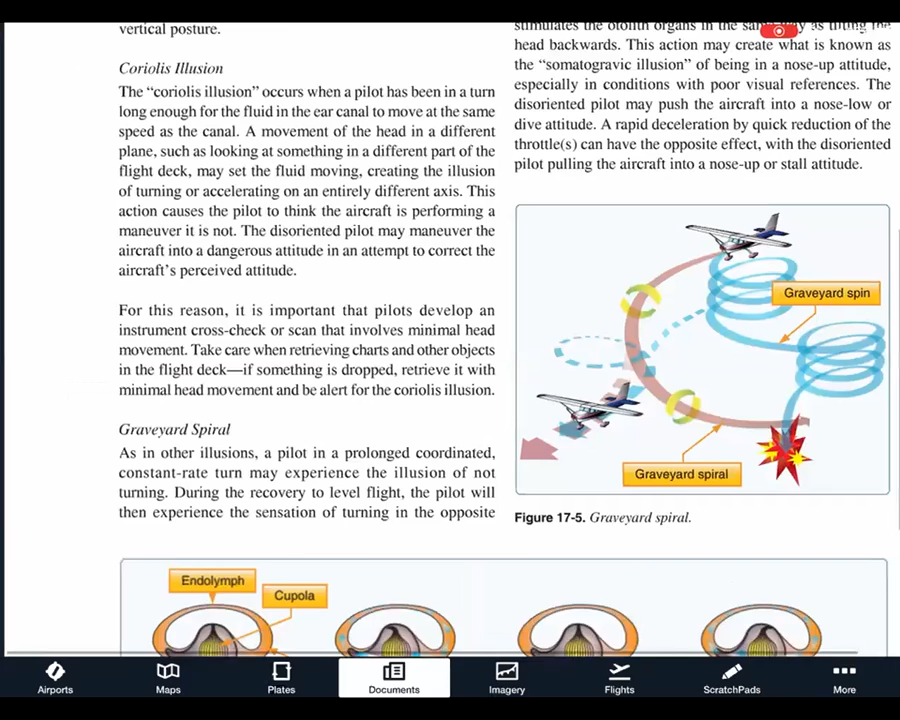 vertical posture.
Coriolis Illusion
The “coriolis illusion” occurs when a pilot has been in a turn
long enough for the fluid in the ear canal to move at the same
speed as the canal. A movement of the head in a different
plane, such as looking at something in a different part of the
flight deck, may set the fluid moving, creating the illusion
of turning or accelerating on an entirely different axis. This
action causes the pilot to think the aircraft is performing a
maneuver it is not. The disoriented pilot may maneuver the
aircraft into a dangerous attitude in an attempt to correct the
aircraft’s perceived attitude.
For this reason, it is important that pilots develop an
instrument cross-check or scan that involves minimal head
movement. Take care when retrieving charts and other objects
in the flight deck—if something is dropped, retrieve it with
minimal head movement and be alert for the coriolis illusion.
Graveyard Spiral
As in other illusions, a pilot in a prolonged coordinated,
constant-rate turn may experience the illusion of not
turning. During the recovery to level flight, the pilot will
then experience the sensation of turning in the opposite
stimulates the otolith organs in the same way as tilting the
head backwards. This action may create what is known as
the “somatogravic illusion” of being in a nose-up attitude,
especially in conditions with poor visual references. The
disoriented pilot may push the aircraft into a nose-low or
dive attitude. A rapid deceleration by quick reduction of the
throttle(s) can have the opposite effect, with the disoriented
pilot pulling the aircraft into a nose-up or stall attitude.
Graveyard spin
Graveyard spiral
Figure 17-5. Graveyard spiral.
Endolymph
Cupola
Airports
Maps
Plates
Documents
Imagery
Flights
ScratchPads
More